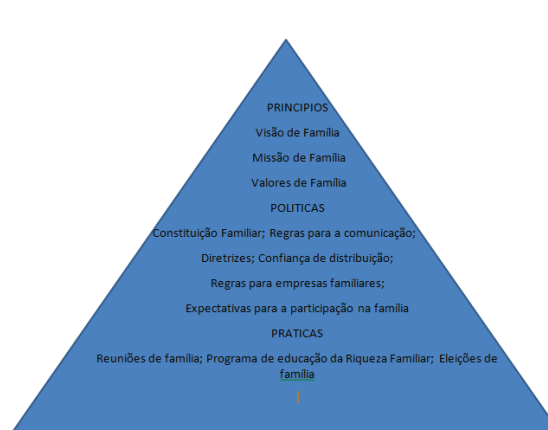 PRINCIPIOS
Visão de Família
Missão de Família
Valores de Família
POLITICAS
Constituição Familiar; Regras para a comunicação;
Diretrizes; Confiança de distribuição;
Regras para empresas familiares;
Expectativas para a participação na família
PRATICAS
Reuniões de família; Programa de educação da Riqueza Familiar; Eleições de
família